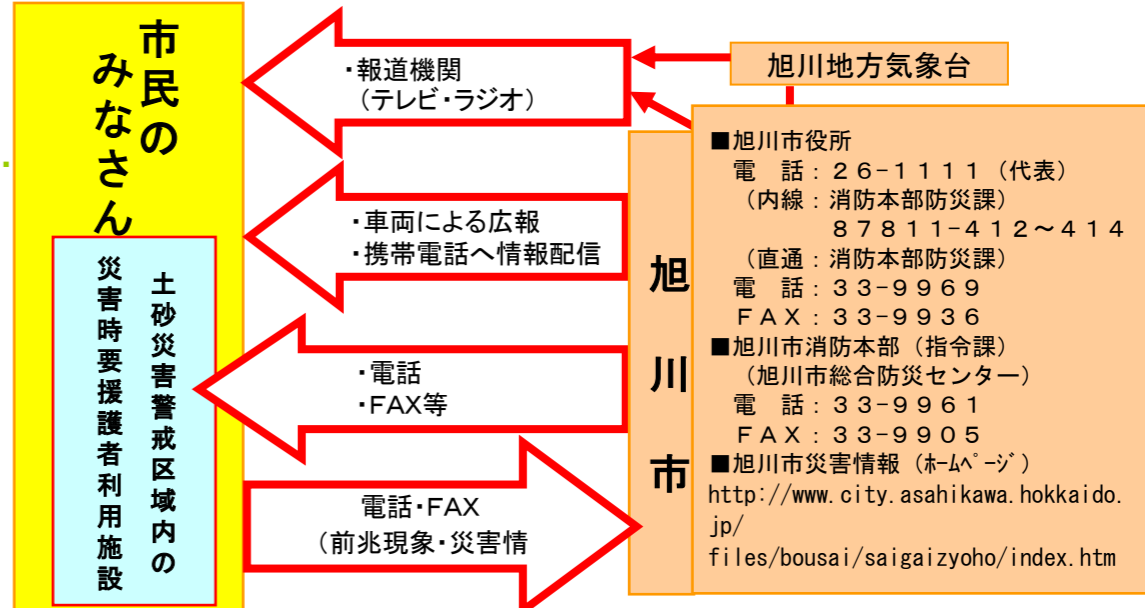 市民の
みなさん
土砂災害警戒区域内の
災害時要援護者利用施設
・報道機関
（テレビ・ラジオ）
・車両による広報
・携帯電話へ情報配信
・電話
・FAX等
電話・FAX
（前兆現象・災害情
旭川市
旭川地方気象台
■旭川市役所
電　話：２６-１１１１（代表）
（内線：消防本部防災課）
８７８１１-４１２～４１４
（直通：消防本部防災課）
電　話：３３-９９６９
ＦＡＸ：３３-９９３６
■旭川市消防本部（指令課）
（旭川市総合防災センター）
電　話：３３-９９６１
ＦＡＸ：３３-９９０５
■旭川市災害情報（ﾎｰﾑﾍﾟｰｼﾞ）
http://www.city.asahikawa.hokkaido.
jp/
files/bousai/saigaizyoho/index.htm